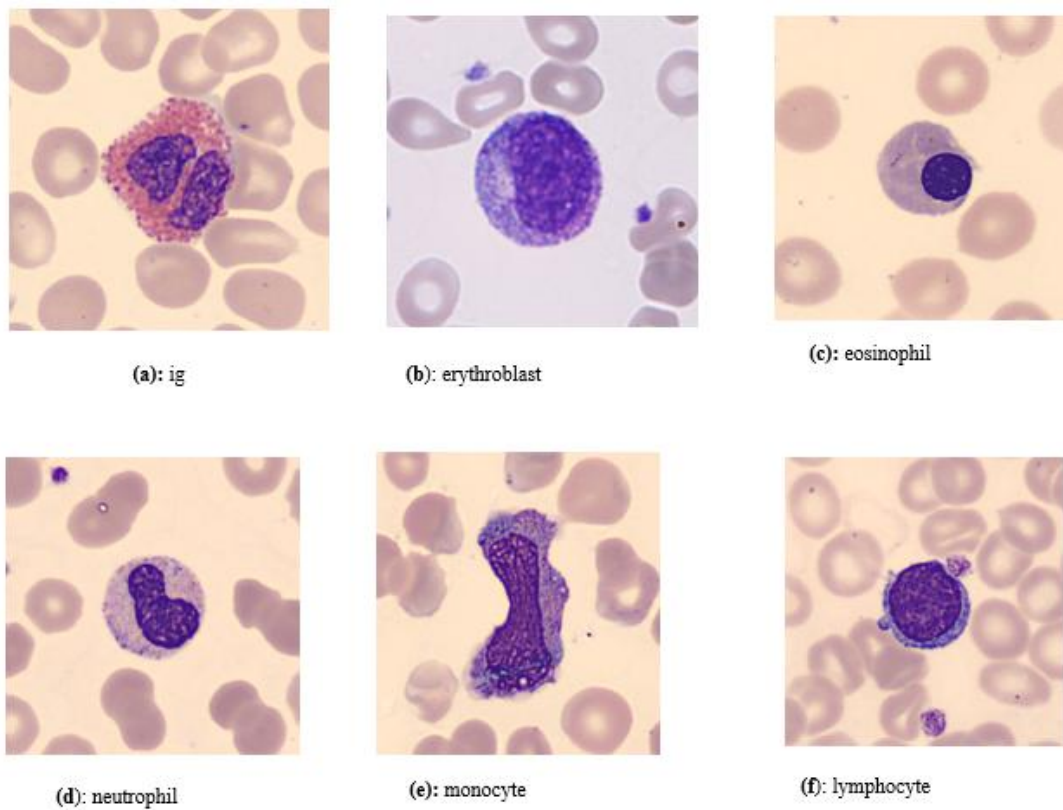 (a): ig
(b): erythroblast
(c): eosinophil
(d): neutrophil
(e): monocyte
(f): lymphocyte